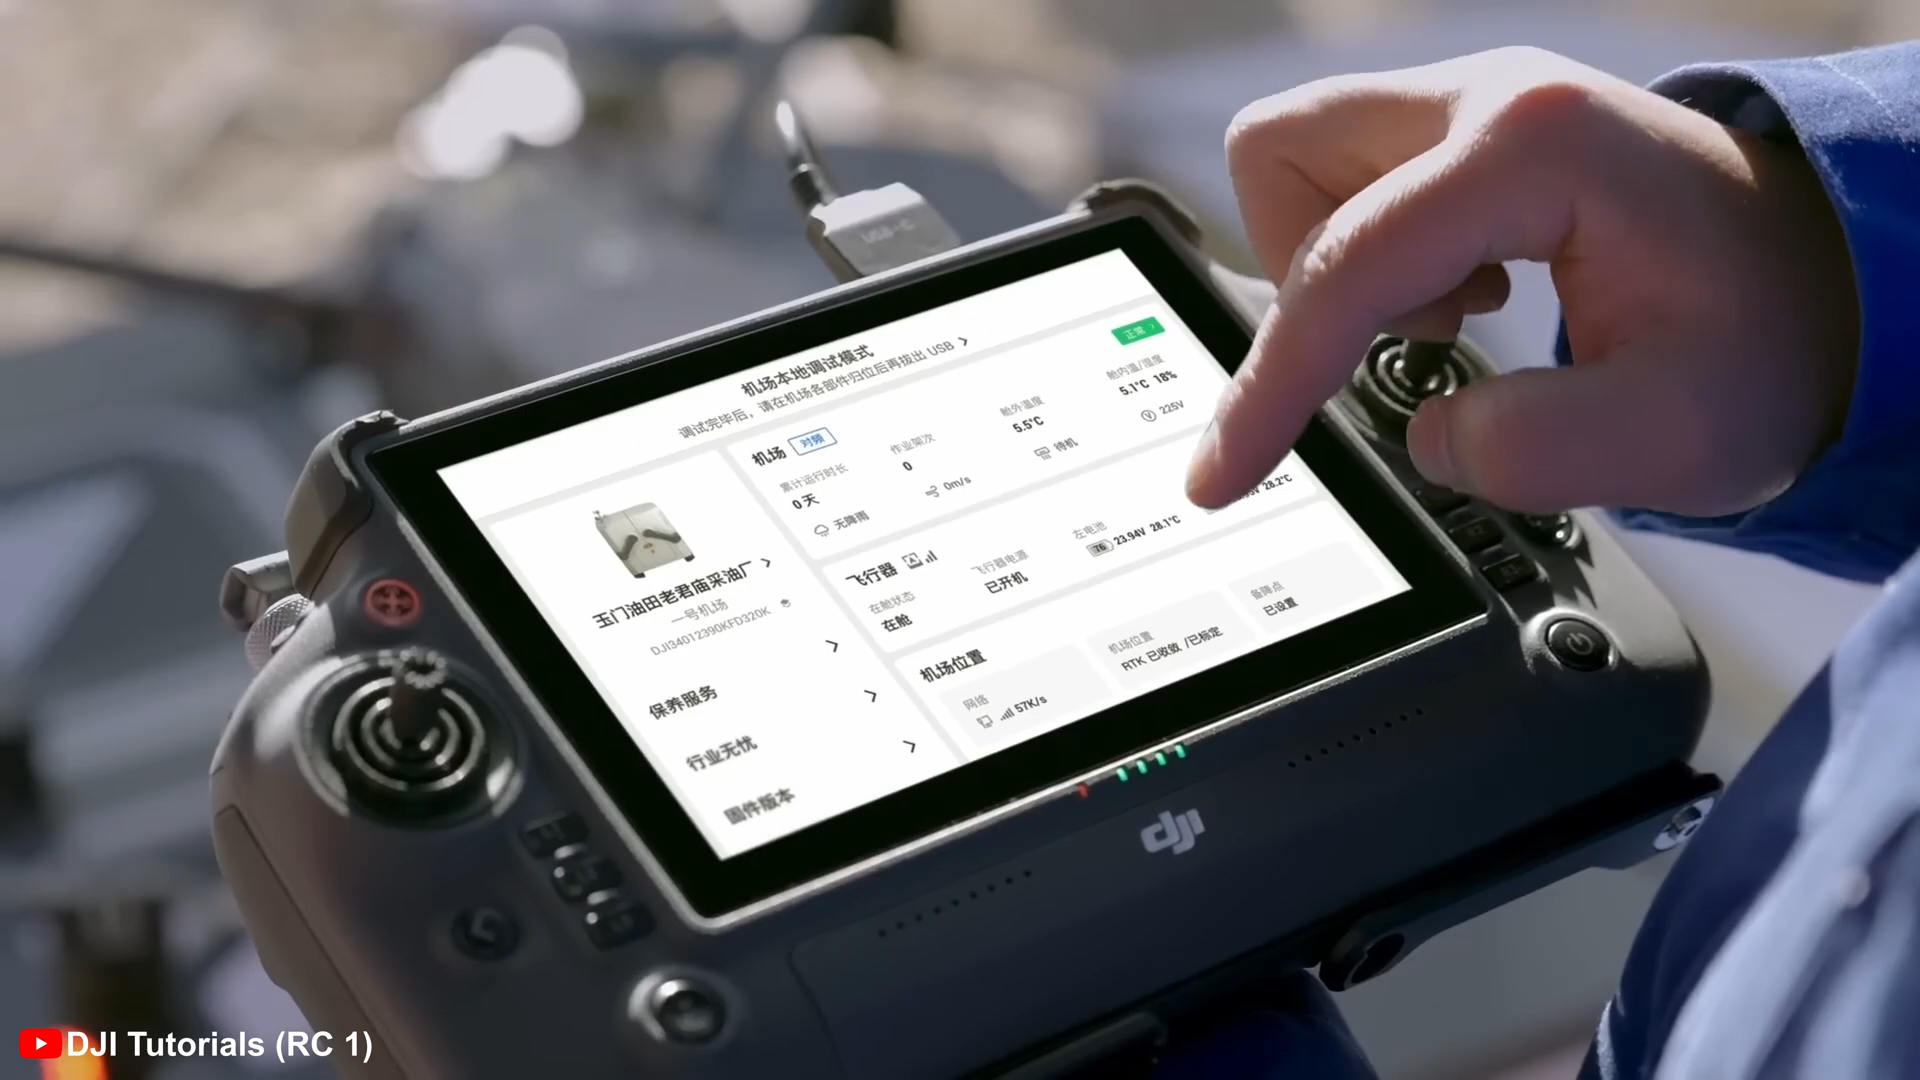 USB-C
机场本地调试模式
调试完毕后，请在机场各部件归位后再拔出 USB
玉门油田老君庙采油厂
一号机场
DJI34012390KFD320K
保养服务
行业无忧
固件版本
机场 对频
正常
累计运行时长
0 天
作业架次
0
舱外温度
5.5°C
舱内温/湿度
5.1°C 18%
无降雨
0m/s
待机
225V
飞行器
在舱状态
在舱
飞行器电源
已开机
左电池
76 23.94V 28.1°C
28.2°C
机场位置
网络
57K/s
机场位置
RTK 已收敛 /已标定
备降点
已设置
dji
DJI Tutorials (RC 1)